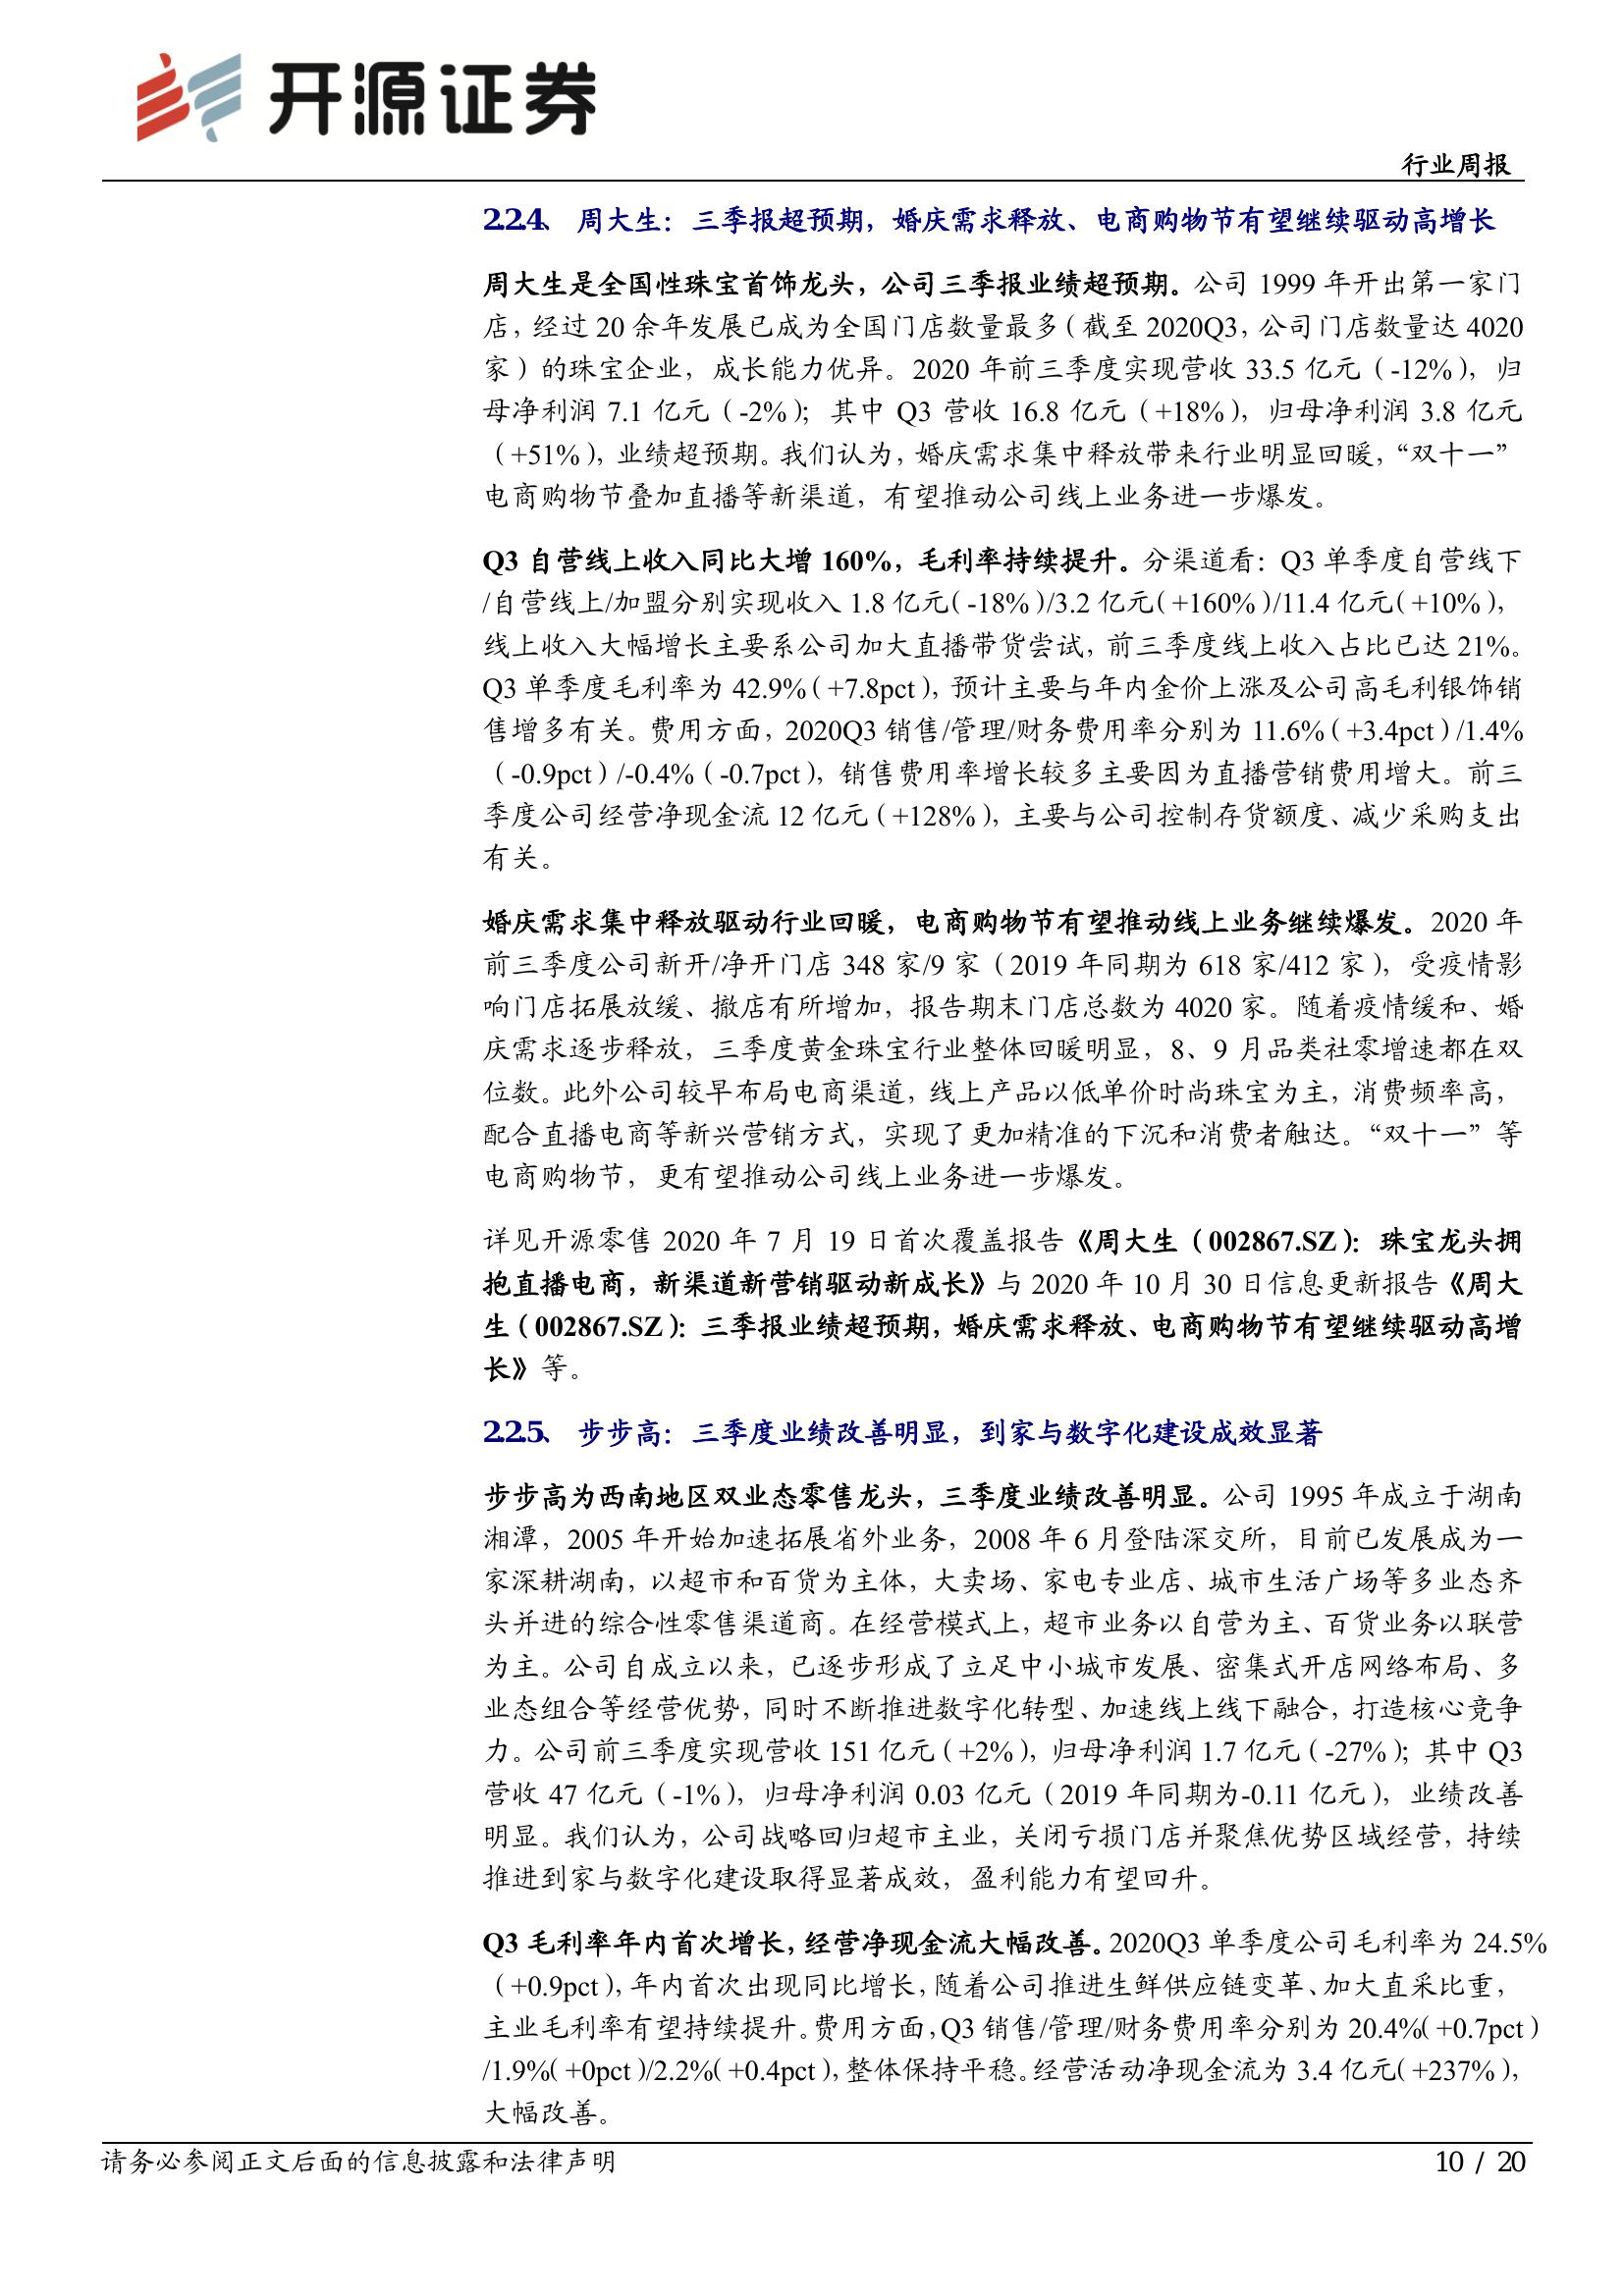 开源证券
行业周报
2.2.4、 周大生：三季报超预期，婚庆需求释放、电商购物节有望继续驱动高增长
周大生是全国性珠宝首饰龙头，公司三季报业绩超预期。公司 1999 年开出第一家门
店，经过 20 余年发展已成为全国门店数量最多（截至 2020Q3，公司门店数量达 4020
家）的珠宝企业，成长能力优异。2020 年前三季度实现营收 33.5 亿元（-12%），归
母净利润 7.1 亿元（-2%）；其中 Q3 营收 16.8 亿元（+18%），归母净利润 3.8 亿元
（+51%），业绩超预期。我们认为，婚庆需求集中释放带来行业明显回暖，“双十一”
电商购物节叠加直播等新渠道，有望推动公司线上业务进一步爆发。
Q3 自营线上收入同比大增 160%，毛利率持续提升。分渠道看：Q3 单季度自营线下
/自营线上/加盟分别实现收入 1.8 亿元（-18%）/3.2 亿元（+160%）/11.4 亿元（+10%），
线上收入大幅增长主要系公司加大直播带货尝试，前三季度线上收入占比已达 21%。
Q3 单季度毛利率为 42.9%（+7.8pct），预计主要与年内金价上涨及公司高毛利银饰销
售增多有关。费用方面，2020Q3 销售/管理/财务费用率分别为 11.6%（+3.4pct）/1.4%
（-0.9pct）/-0.4%（-0.7pct），销售费用率增长较多主要因为直播营销费用增大。前三
季度公司经营净现金流 12 亿元（+128%），主要与公司控制存货额度、减少采购支出
有关。
婚庆需求集中释放驱动行业回暖，电商购物节有望推动线上业务继续爆发。2020 年
前三季度公司新开/净开门店 348 家/9 家（2019 年同期为 618 家/412 家），受疫情影
响门店拓展放缓、撤店有所增加，报告期末门店总数为 4020 家。随着疫情缓和、婚
庆需求逐步释放，三季度黄金珠宝行业整体回暖明显，8、9 月品类社零增速都在双
位数。此外公司较早布局电商渠道，线上产品以低单价时尚珠宝为主，消费频率高，
配合直播电商等新兴营销方式，实现了更加精准的下沉和消费者触达。“双十一”等
电商购物节，更有望推动公司线上业务进一步爆发。
详见开源零售 2020 年 7 月 19 日首次覆盖报告《周大生（002867.SZ）：珠宝龙头拥
抱直播电商，新渠道新营销驱动新成长》与 2020 年 10 月 30 日信息更新报告《周大
生（002867.SZ）：三季报业绩超预期，婚庆需求释放、电商购物节有望继续驱动高增
长》等。
2.2.5、 步步高：三季度业绩改善明显，到家与数字化建设成效显著
步步高为西南地区双业态零售龙头，三季度业绩改善明显。公司 1995 年成立于湖南
湘潭，2005 年开始加速拓展省外业务，2008 年 6 月登陆深交所，目前已发展成为一
家深耕湖南，以超市和百货为主体，大卖场、家电专业店、城市生活广场等多业态齐
头并进的综合性零售渠道商。在经营模式上，超市业务以自营为主、百货业务以联营
为主。公司自成立以来，已逐步形成了立足中小城市发展、密集式开店网络布局、多
业态组合等经营优势，同时不断推进数字化转型、加速线上线下融合，打造核心竞争
力。公司前三季度实现营收 151 亿元（+2%），归母净利润 1.7 亿元（-27%）；其中 Q3
营收 47 亿元（-1%），归母净利润 0.03 亿元（2019 年同期为-0.11 亿元），业绩改善
明显。我们认为，公司战略回归超市主业，关闭亏损门店并聚焦优势区域经营，持续
推进到家与数字化建设取得显著成效，盈利能力有望回升。
Q3 毛利率年内首次增长，经营净现金流大幅改善。2020Q3 单季度公司毛利率为 24.5%
（+0.9pct），年内首次出现同比增长，随着公司推进生鲜供应链变革、加大直采比重，
主业毛利率有望持续提升。费用方面，Q3 销售/管理/财务费用率分别为 20.4%（+0.7pct）
/1.9%（+0pct）/2.2%（+0.4pct），整体保持平稳。经营活动净现金流为 3.4 亿元（+237%），
大幅改善。
请务必参阅正文后面的信息披露和法律声明
10 / 20